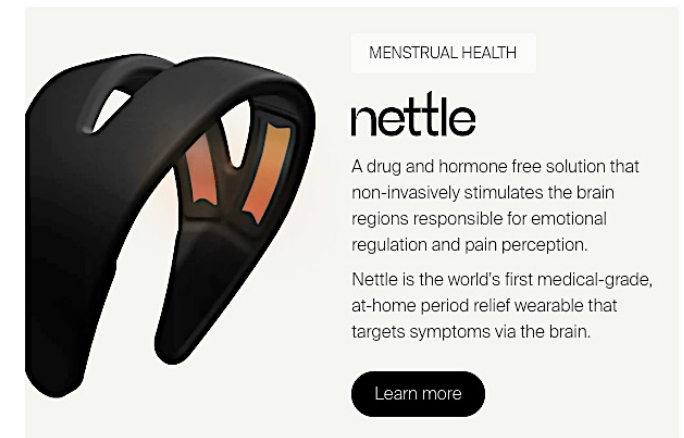 MENSTRUAL HEALTH
nettle
A drug and hormone free solution that
non-invasively stimulates the brain
regions responsible for emotional
regulation and pain perception.
Nettle is the world's first medical-grade,
at-home period relief wearable that
targets symptoms via the brain.
Learn more